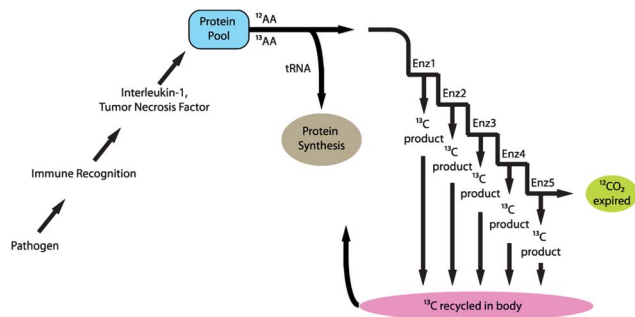 Protein
Pool
¹²AA
¹³AA
tRNA
Protein
Synthesis
Interleukin-1,
Tumor Necrosis Factor
Immune Recognition
Pathogen
Enz1
Enz2
Enz3
Enz4
Enz5
¹³C
product
¹³C
product
¹³C
product
¹³C
product
¹³C
product
¹²CO₂
expired
¹³C recycled in body